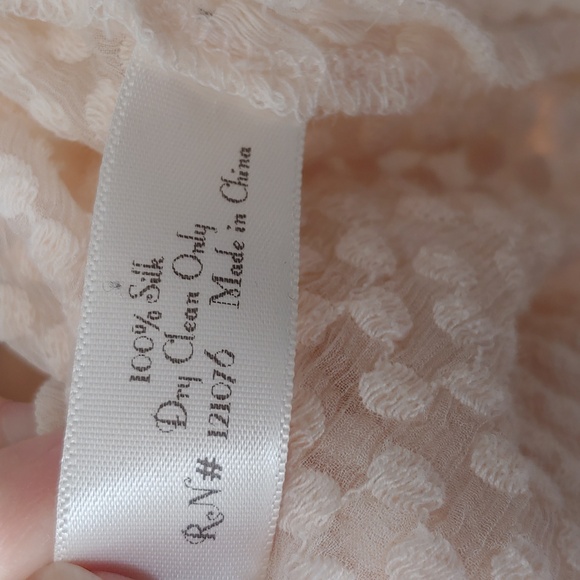 100% Silk
Dry Clean Only
RN# 121076 Made in China